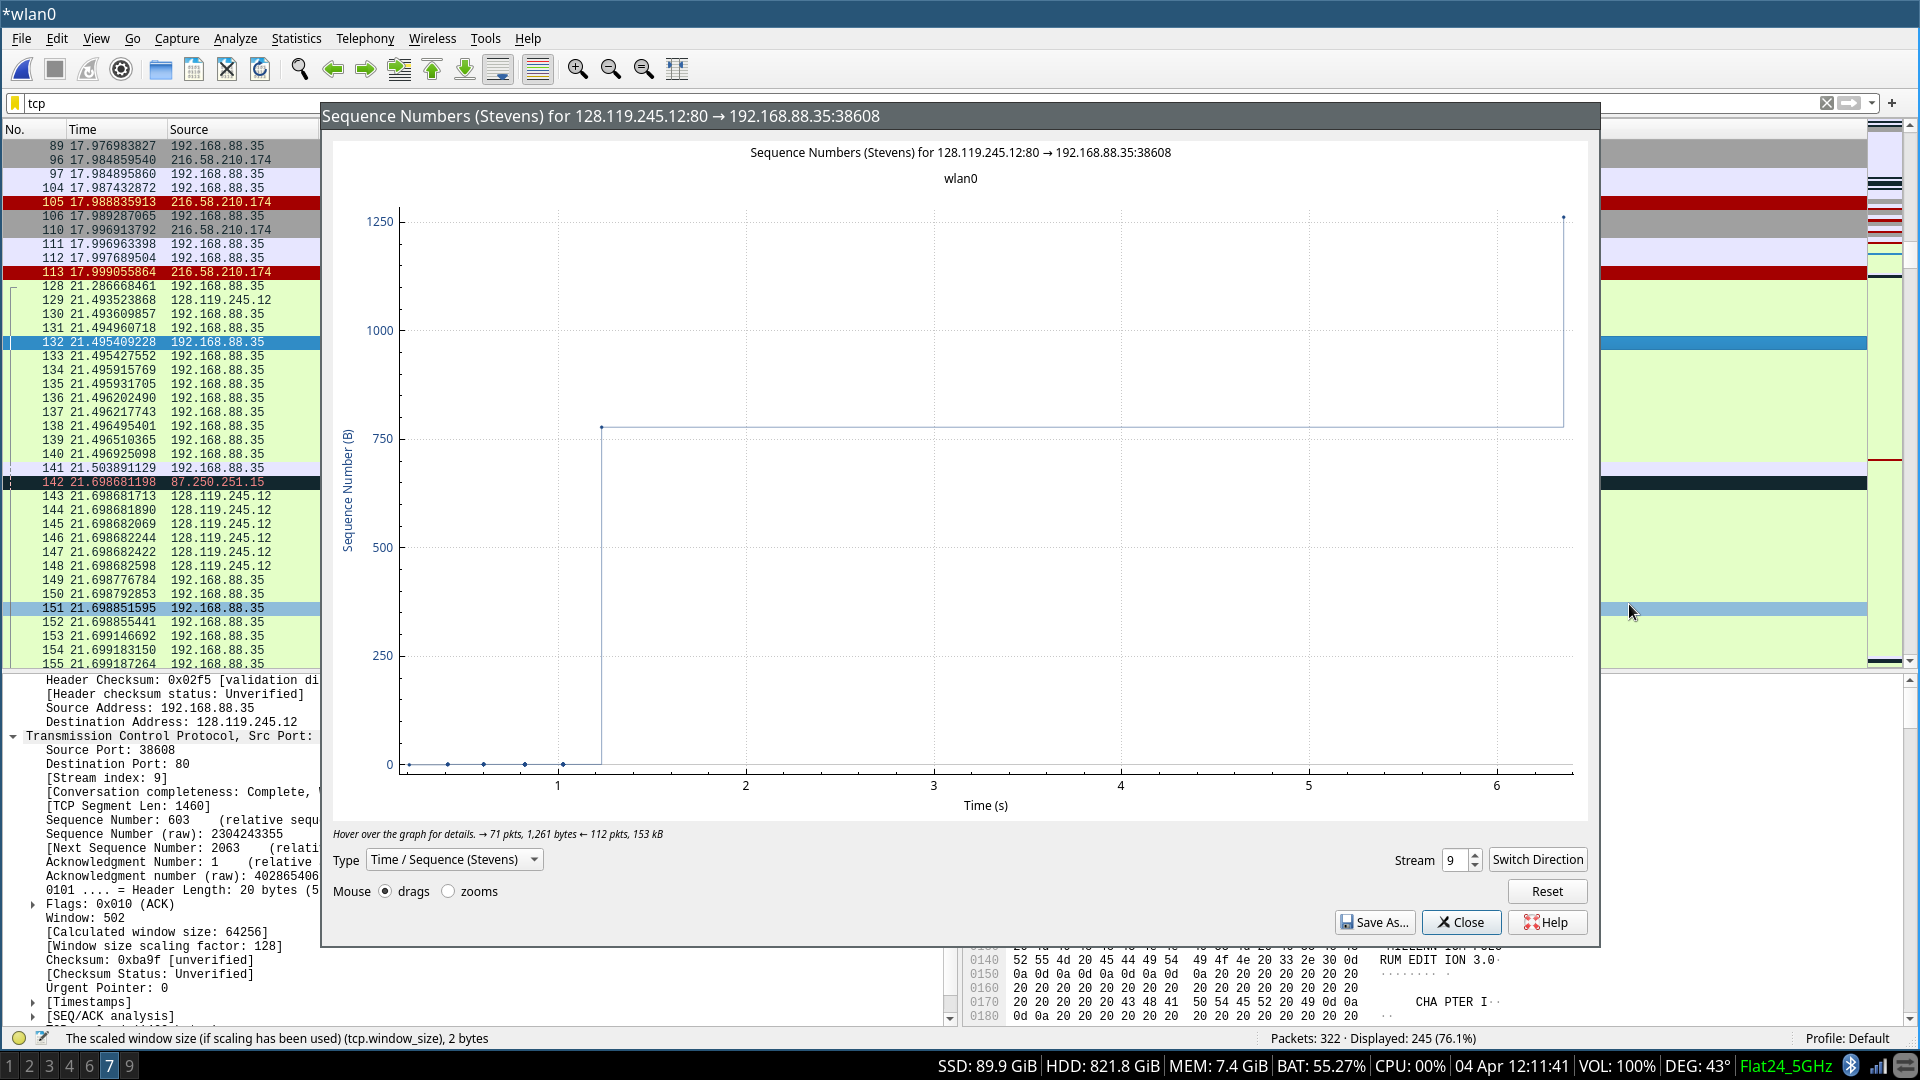 *wlan0
File Edit View Go Capture Analyze Statistics Telephony Wireless Tools Help
tcp
No. Time Source
89 17.976983827 192.168.88.35
96 17.984859540 216.58.210.174
97 17.984895860 192.168.88.35
104 17.987432872 192.168.88.35
105 17.988835913 216.58.210.174
106 17.989287065 192.168.88.35
110 17.996913792 216.58.210.174
111 17.996963398 192.168.88.35
112 17.997689504 192.168.88.35
113 17.999055864 216.58.210.174
128 21.286668461 192.168.88.35
129 21.493523868 128.119.245.12
130 21.493609857 192.168.88.35
131 21.494960718 192.168.88.35
132 21.495409228 192.168.88.35
133 21.495427552 192.168.88.35
134 21.495915769 192.168.88.35
135 21.495931705 192.168.88.35
136 21.496202490 192.168.88.35
137 21.496217743 192.168.88.35
138 21.496495401 192.168.88.35
139 21.496510365 192.168.88.35
140 21.496925098 192.168.88.35
141 21.503891129 192.168.88.35
142 21.698681198 87.250.251.15
143 21.698681713 128.119.245.12
144 21.698681890 128.119.245.12
145 21.698682069 128.119.245.12
146 21.698682244 128.119.245.12
147 21.698682422 128.119.245.12
148 21.698682598 128.119.245.12
149 21.698776784 192.168.88.35
150 21.698792853 192.168.88.35
151 21.698851595 192.168.88.35
152 21.698855441 192.168.88.35
153 21.699146692 192.168.88.35
154 21.699183150 192.168.88.35
155 21.699187264 192.168.88.35
Header Checksum: 0x02f5 [validation di
[Header checksum status: Unverified]
Source Address: 192.168.88.35
Destination Address: 128.119.245.12
Transmission Control Protocol, Src Port:
Source Port: 38608
Destination Port: 80
[Stream index: 9]
[Conversation completeness: Complete,
[TCP Segment Len: 1460]
Sequence Number: 603 (relative sequ
Sequence Number (raw): 2304243355
[Next Sequence Number: 2063 (relati
Acknowledgment Number: 1 (relative
Acknowledgment number (raw): 402865406
0101 .... = Header Length: 20 bytes (5
Flags: 0x010 (ACK)
Window: 502
[Calculated window size: 64256]
[Window size scaling factor: 128]
Checksum: 0xba9f [unverified]
[Checksum Status: Unverified]
Urgent Pointer: 0
[Timestamps]
[SEQ/ACK analysis]
Sequence Numbers (Stevens) for 128.119.245.12:80 → 192.168.88.35:38608
Sequence Numbers (Stevens) for 128.119.245.12:80 → 192.168.88.35:38608
wlan0
Sequence Number (B)
1250
1000
750
500
250
0
1 2 3 4 5 6
Time (s)
Hover over the graph for details. → 71 pkts, 1,261 bytes ← 112 pkts, 153 kB
Type Time / Sequence (Stevens) Stream 9 Switch Direction
Mouse drags zooms Reset
Save As... Close Help
0140 52 55 4d 20 45 44 49 54 49 4f 4e 20 33 2e 30 0d RUM EDIT ION 3.0·
0150 0a 0d 0a 0d 0a 0d 0a 0d 0a 20 20 20 20 20 20 20 ········ ·
0160 20 20 20 20 20 20 20 20 20 20 20 20 20 20 20 20
0170 20 20 20 20 20 43 48 41 50 54 45 52 20 49 0d 0a CHA PTER I··
0180 0d 0a 20 20 20 20 20 20 20 20 20 20 20 20 20 20 ··
The scaled window size (if scaling has been used) (tcp.window_size), 2 bytes Packets: 322 · Displayed: 245 (76.1%) Profile: Default
1 2 3 4 6 7 9 SSD: 89.9 GiB HDD: 821.8 GiB MEM: 7.4 GiB BAT: 55.27% CPU: 00% 04 Apr 12:11:41 VOL: 100% DEG: 43° Flat24_5GHz